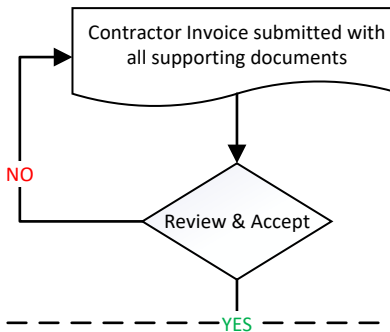 Contractor Invoice submitted with
all supporting documents
NO
Review & Accept
YES